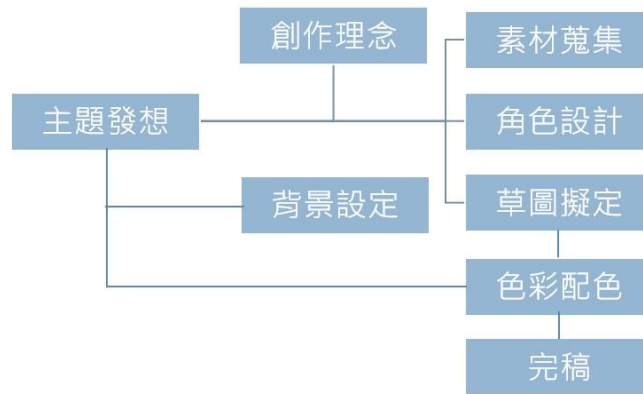 創作理念
素材蒐集
主題發想
角色設計
背景設定
草圖擬定
色彩配色
完稿